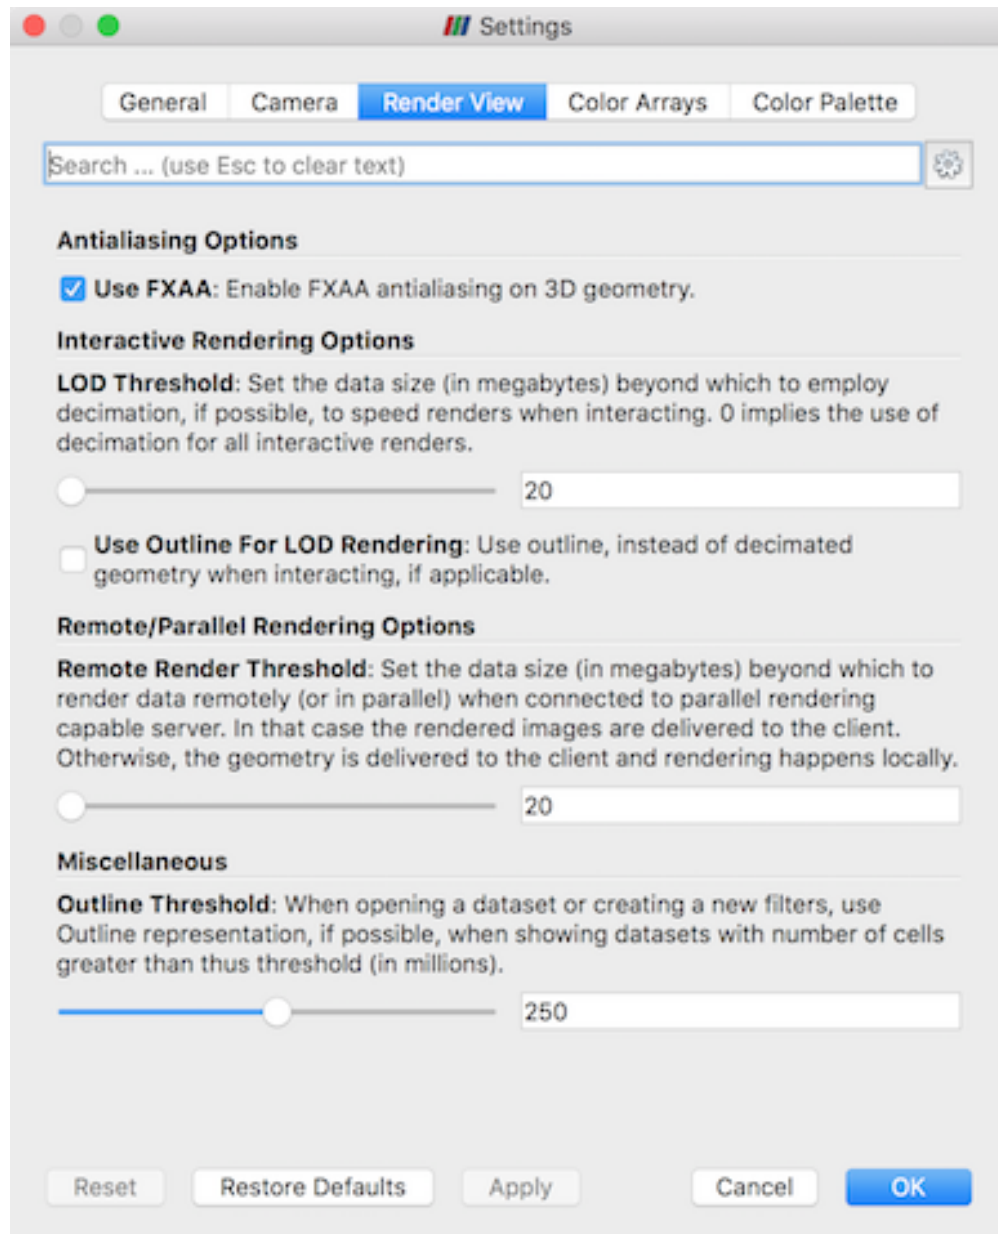 Settings
General Camera Render View Color Arrays Color Palette
Search ... (use Esc to clear text)
Antialiasing Options
Use FXAA: Enable FXAA antialiasing on 3D geometry.
Interactive Rendering Options
LOD Threshold: Set the data size (in megabytes) beyond which to employ
decimation, if possible, to speed renders when interacting. 0 implies the use of
decimation for all interactive renders.
20
Use Outline For LOD Rendering: Use outline, instead of decimated
geometry when interacting, if applicable.
Remote/Parallel Rendering Options
Remote Render Threshold: Set the data size (in megabytes) beyond which to
render data remotely (or in parallel) when connected to parallel rendering
capable server. In that case the rendered images are delivered to the client.
Otherwise, the geometry is delivered to the client and rendering happens locally.
20
Miscellaneous
Outline Threshold: When opening a dataset or creating a new filters, use
Outline representation, if possible, when showing datasets with number of cells
greater than thus threshold (in millions).
250
Reset Restore Defaults Apply Cancel OK